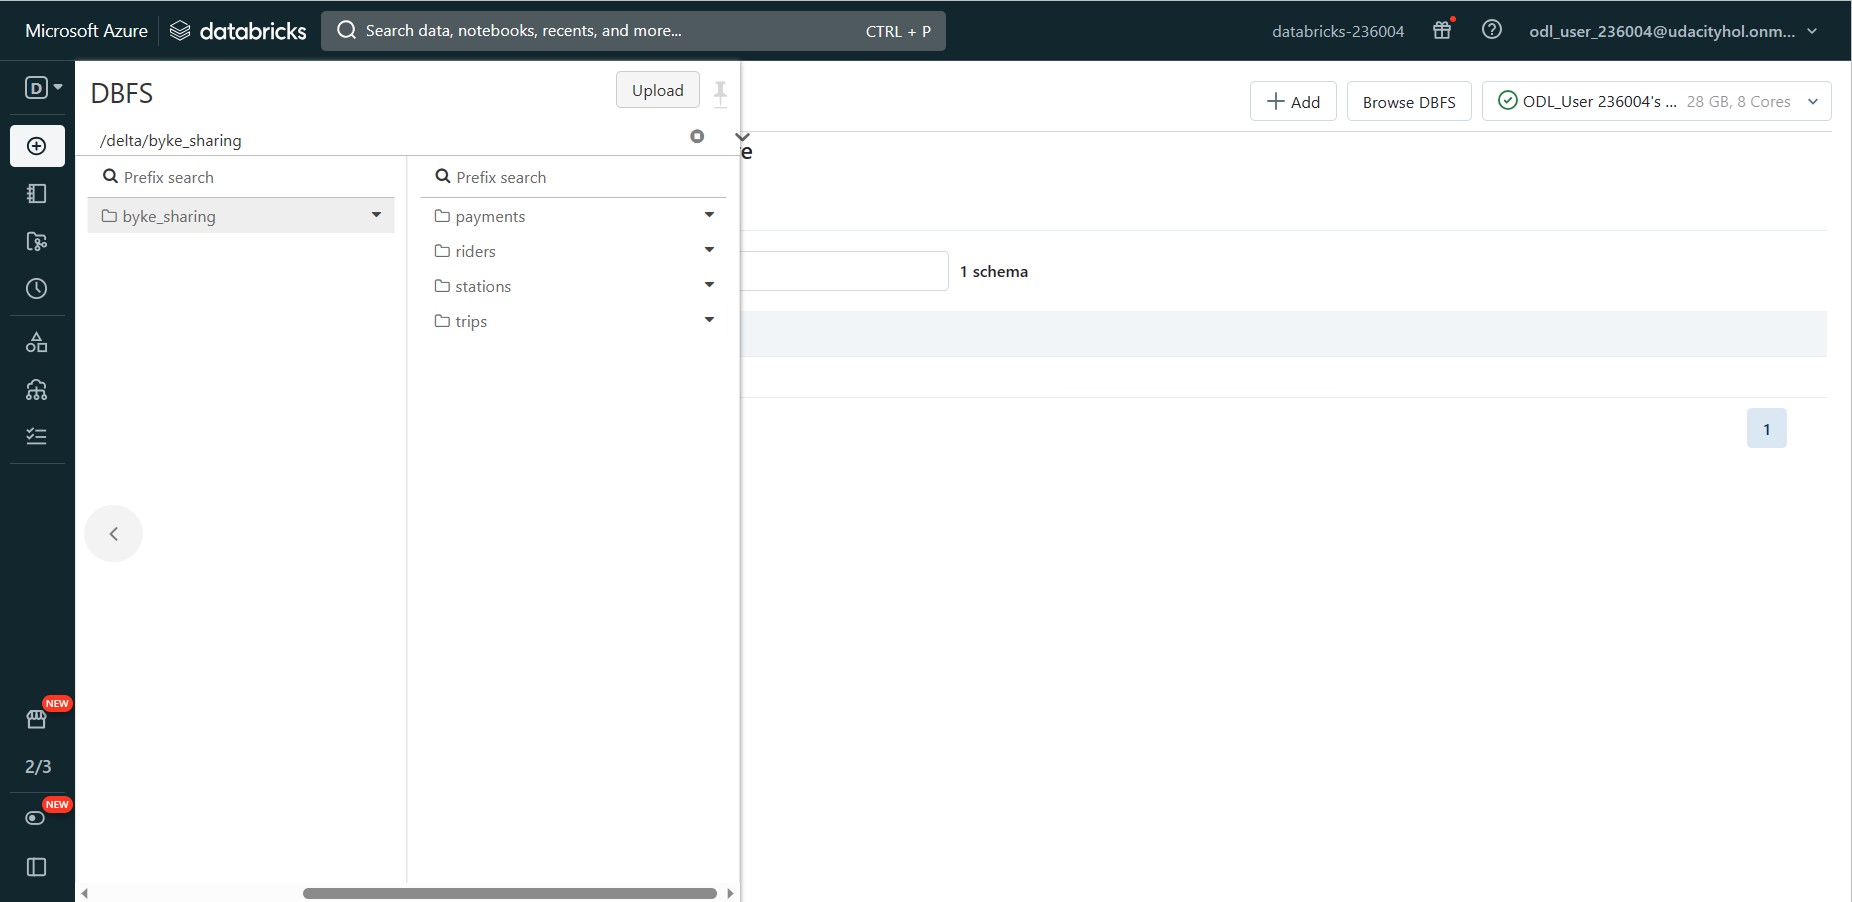 Microsoft Azure databricks Search data, notebooks, recents, and more... CTRL + P databricks-236004 odl_user_236004@udacityhol.onm...
D
DBFS Upload
+ Add Browse DBFS ODL_User 236004's ... 28 GB, 8 Cores
/delta/byke_sharing
e
Prefix search Prefix search
byke_sharing payments
riders
1 schema
stations
trips
1
NEW
2/3
NEW